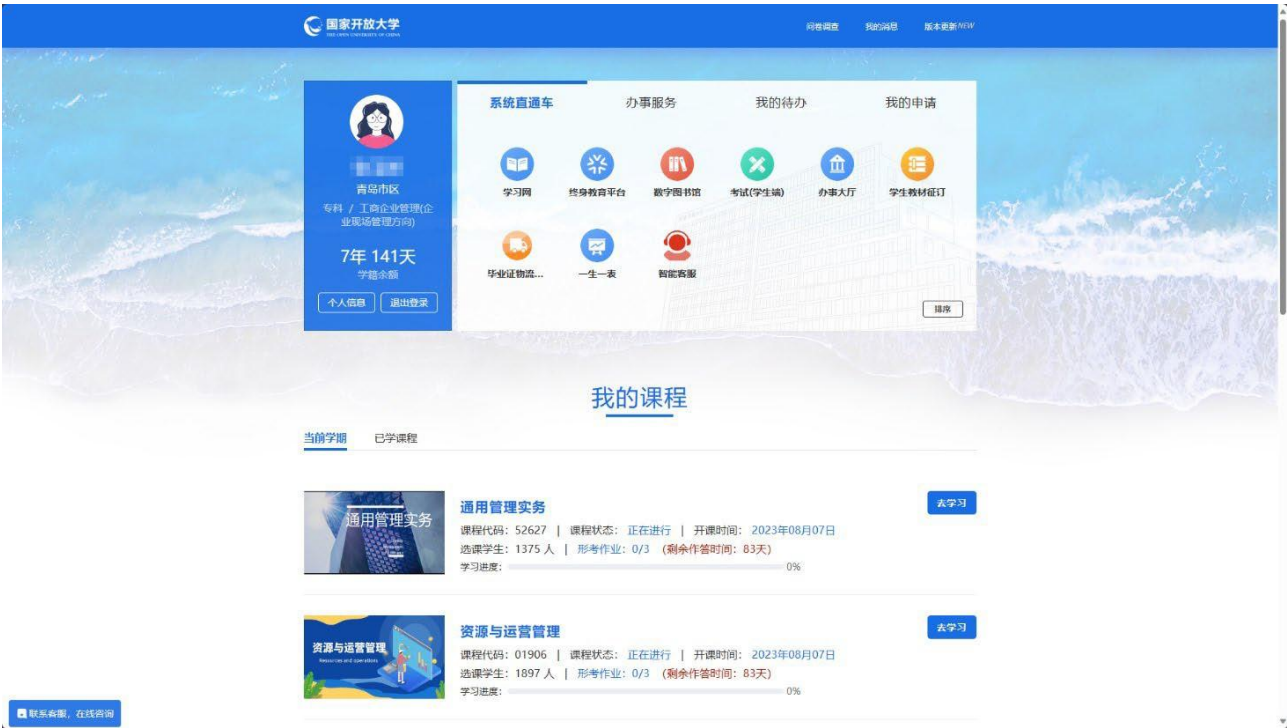 国家开放大学
THE OPEN UNIVERSITY OF CHINA
问卷调查 我的消息 版本更新NEW
系统直通车 办事服务 我的待办 我的申请
青岛市区
专科 / 工商企业管理(企
业现场管理方向)
7年 141天
学籍余额
个人信息 退出登录
学习网 终身教育平台 数字图书馆 考试(学生端) 办事大厅 学生教材征订
毕业证物流... 一生一表 智能客服
排序
我的课程
当前学期 已学课程
通用管理实务
通用管理实务
去学习
课程代码: 52627 | 课程状态: 正在进行 | 开课时间: 2023年08月07日
选课学生: 1375 人 | 形考作业: 0/3 (剩余作答时间: 83天)
学习进度: 0%
资源与运营管理
Resources and operations
资源与运营管理
去学习
课程代码: 01906 | 课程状态: 正在进行 | 开课时间: 2023年08月07日
选课学生: 1897 人 | 形考作业: 0/3 (剩余作答时间: 83天)
学习进度: 0%
联系客服, 在线咨询